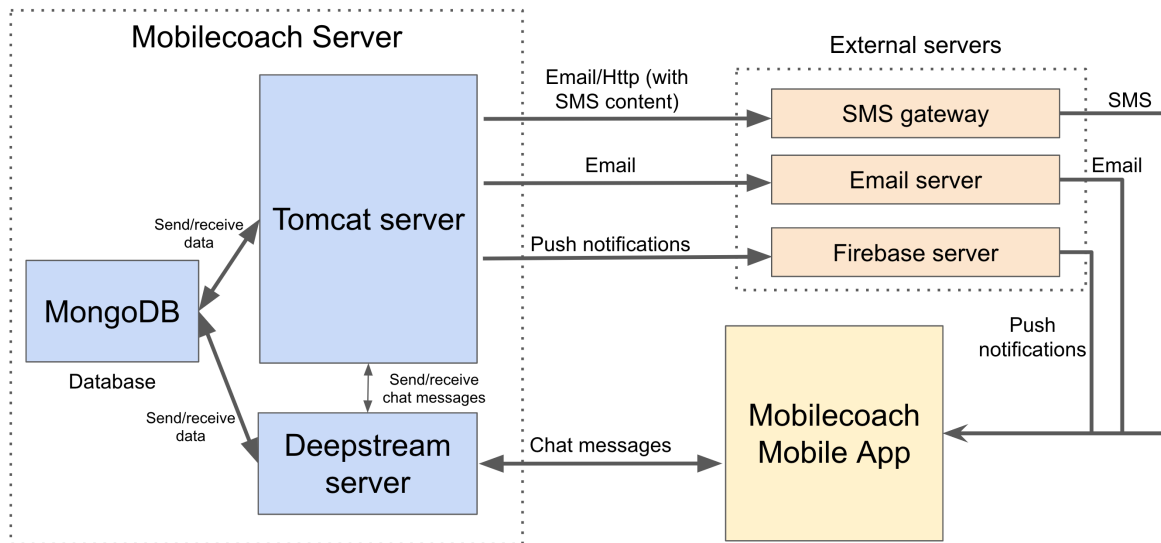 Mobilecoach Server
External servers
Email/Http (with
SMS content)
SMS gateway
SMS
Email
Email server
Email
Tomcat server
Send/receive
data
Push notifications
Firebase server
MongoDB
Database
Push
notifications
Send/receive
chat messages
Send/receive
data
Deepstream
server
Chat messages
Mobilecoach
Mobile App